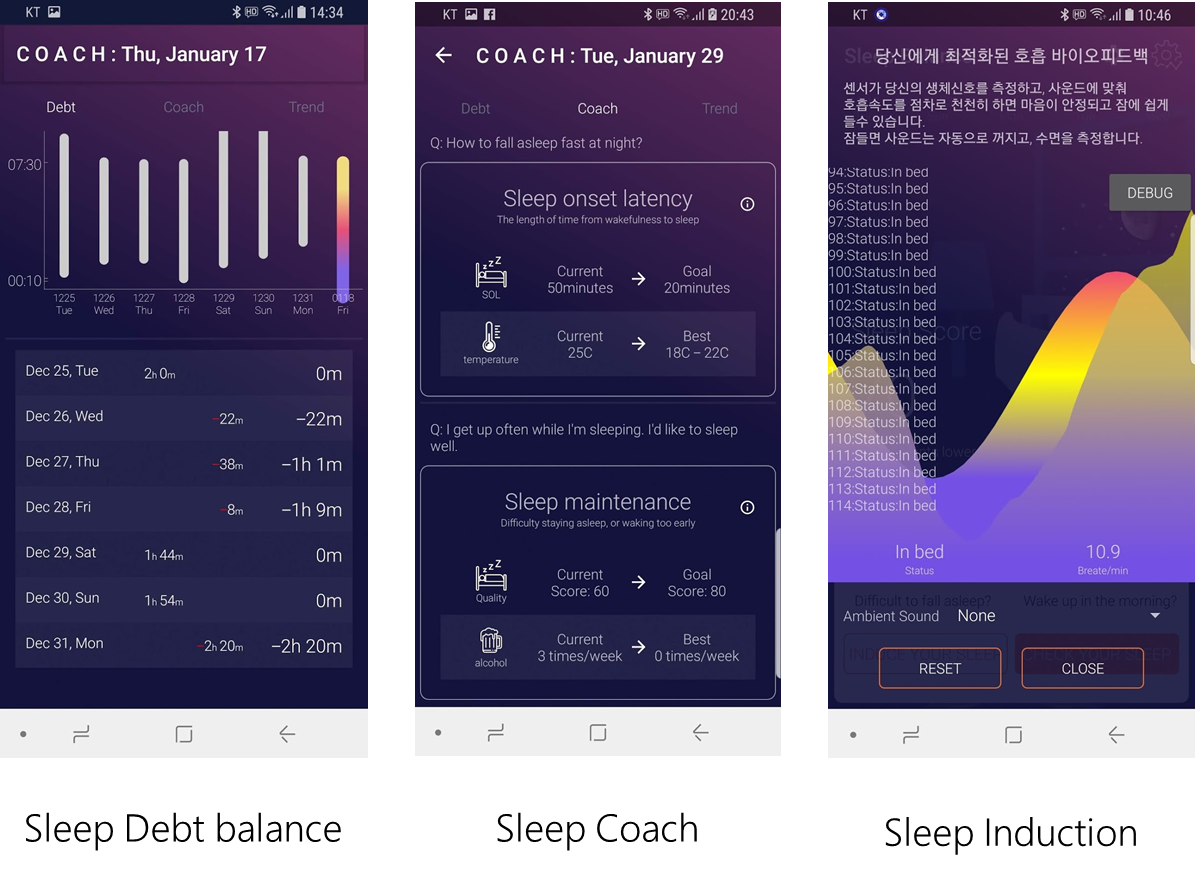 KT 14:34
COACH: Thu, January 17
Debt Coach Trend
07:30
00:10
1225 1226 1227 1228 1229 1230 1231 0118
Tue Wed Thu Fri Sat Sun Mon Fri
Dec 25, Tue 2h 0m 0m
Dec 26, Wed -22m -22m
Dec 27, Thu -38m -1h 1m
Dec 28, Fri -8m -1h 9m
Dec 29, Sat 1h 44m 0m
Dec 30, Sun 1h 54m 0m
Dec 31, Mon -2h 20m -2h 20m
Sleep Debt balance
KT HD 20:43
COACH: Tue, January 29
Debt Coach Trend
Q: How to fall asleep fast at night?
Sleep onset latency
The length of time from wakefulness to sleep
Current Goal
50minutes 20minutes
SOL
Current Best
25C 18C – 22C
temperature
Q: I get up often while I'm sleeping. I'd like to sleep
well.
Sleep maintenance
Difficulty staying asleep, or waking too early
Current Goal
Score: 60 Score: 80
Quality
Current Best
3 times/week 0 times/week
alcohol
Sleep Coach
KT HD 10:46
당신에게 최적화된 호흡 바이오피드백
센서가 당신의 생체신호를 측정하고, 사운드에 맞춰
호흡속도를 점차로 천천히 하면 마음이 안정되고 잠에 쉽게
들수 있습니다.
잠들면 사운드는 자동으로 꺼지고, 수면을 측정합니다.
94:Status:In bed
95:Status:In bed
DEBUG
96:Status:In bed
97:Status:In bed
98:Status:In bed
99:Status:In bed
100:Status:In bed
101:Status:In bed
102:Status:In bed
103:Status:In bed
104:Status:In bed
105:Status:In bed
106:Status:In bed
107:Status:In bed
108:Status:In bed
109:Status:In bed
110:Status:In bed
111:Status:In bed
112:Status:In bed
113:Status:In bed
114:Status:In bed
In bed 10.9
Status Breate/min
Difficult to fall asleep? Wake up in the morning?
Ambient Sound None
RESET CLOSE
Sleep Induction